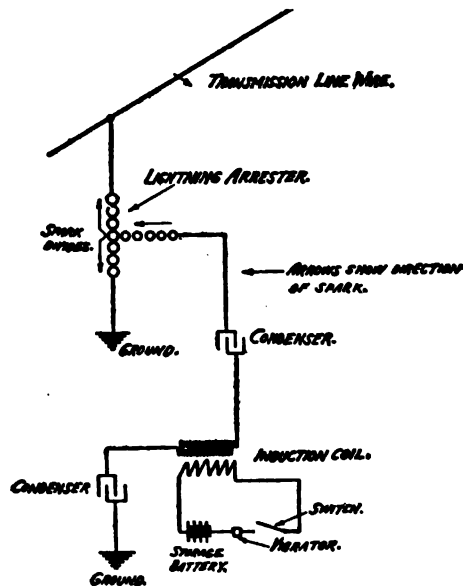 TRANSMISSION LINE WIRE.
LIGHTNING ARRESTER.
SPARK
DIVIDES.
ARROWS SHOW DIRECTION
OF SPARK.
GROUND.
CONDENSER.
INDUCTION COIL.
CONDENSER
SWITCH.
STORAGE
BATTERY.
VIBRATOR.
GROUND.